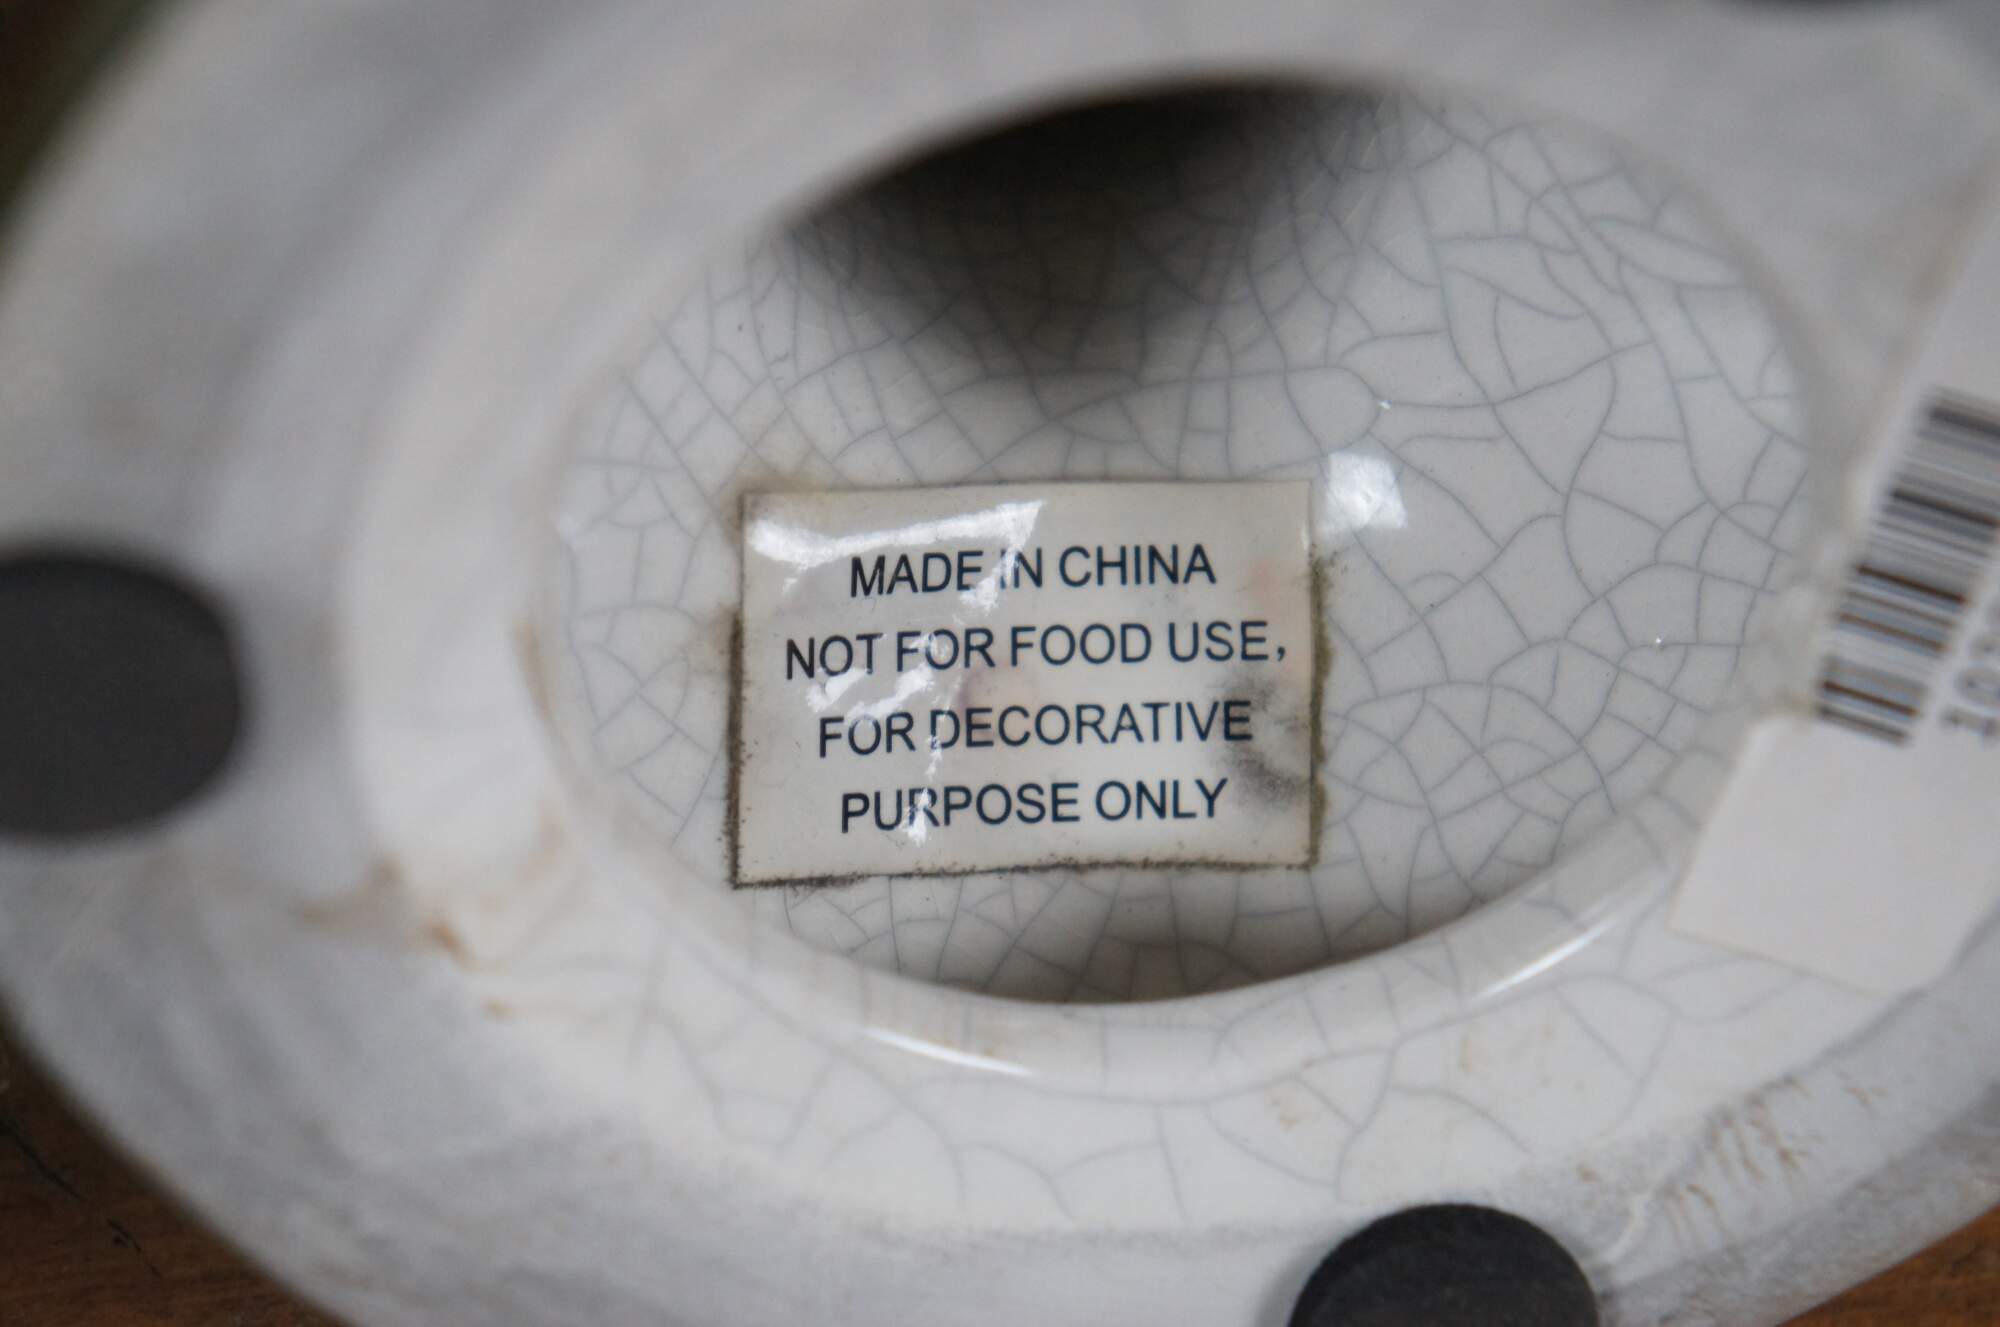 MADE IN CHINA
NOT FOR FOOD USE,
FOR DECORATIVE
PURPOSE ONLY